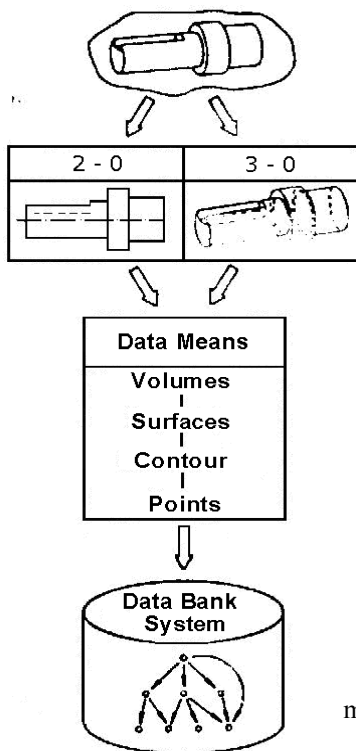 2 - 0
3 - 0
Data Means
Volumes
Surfaces
Contour
Points
Data Bank
System
m